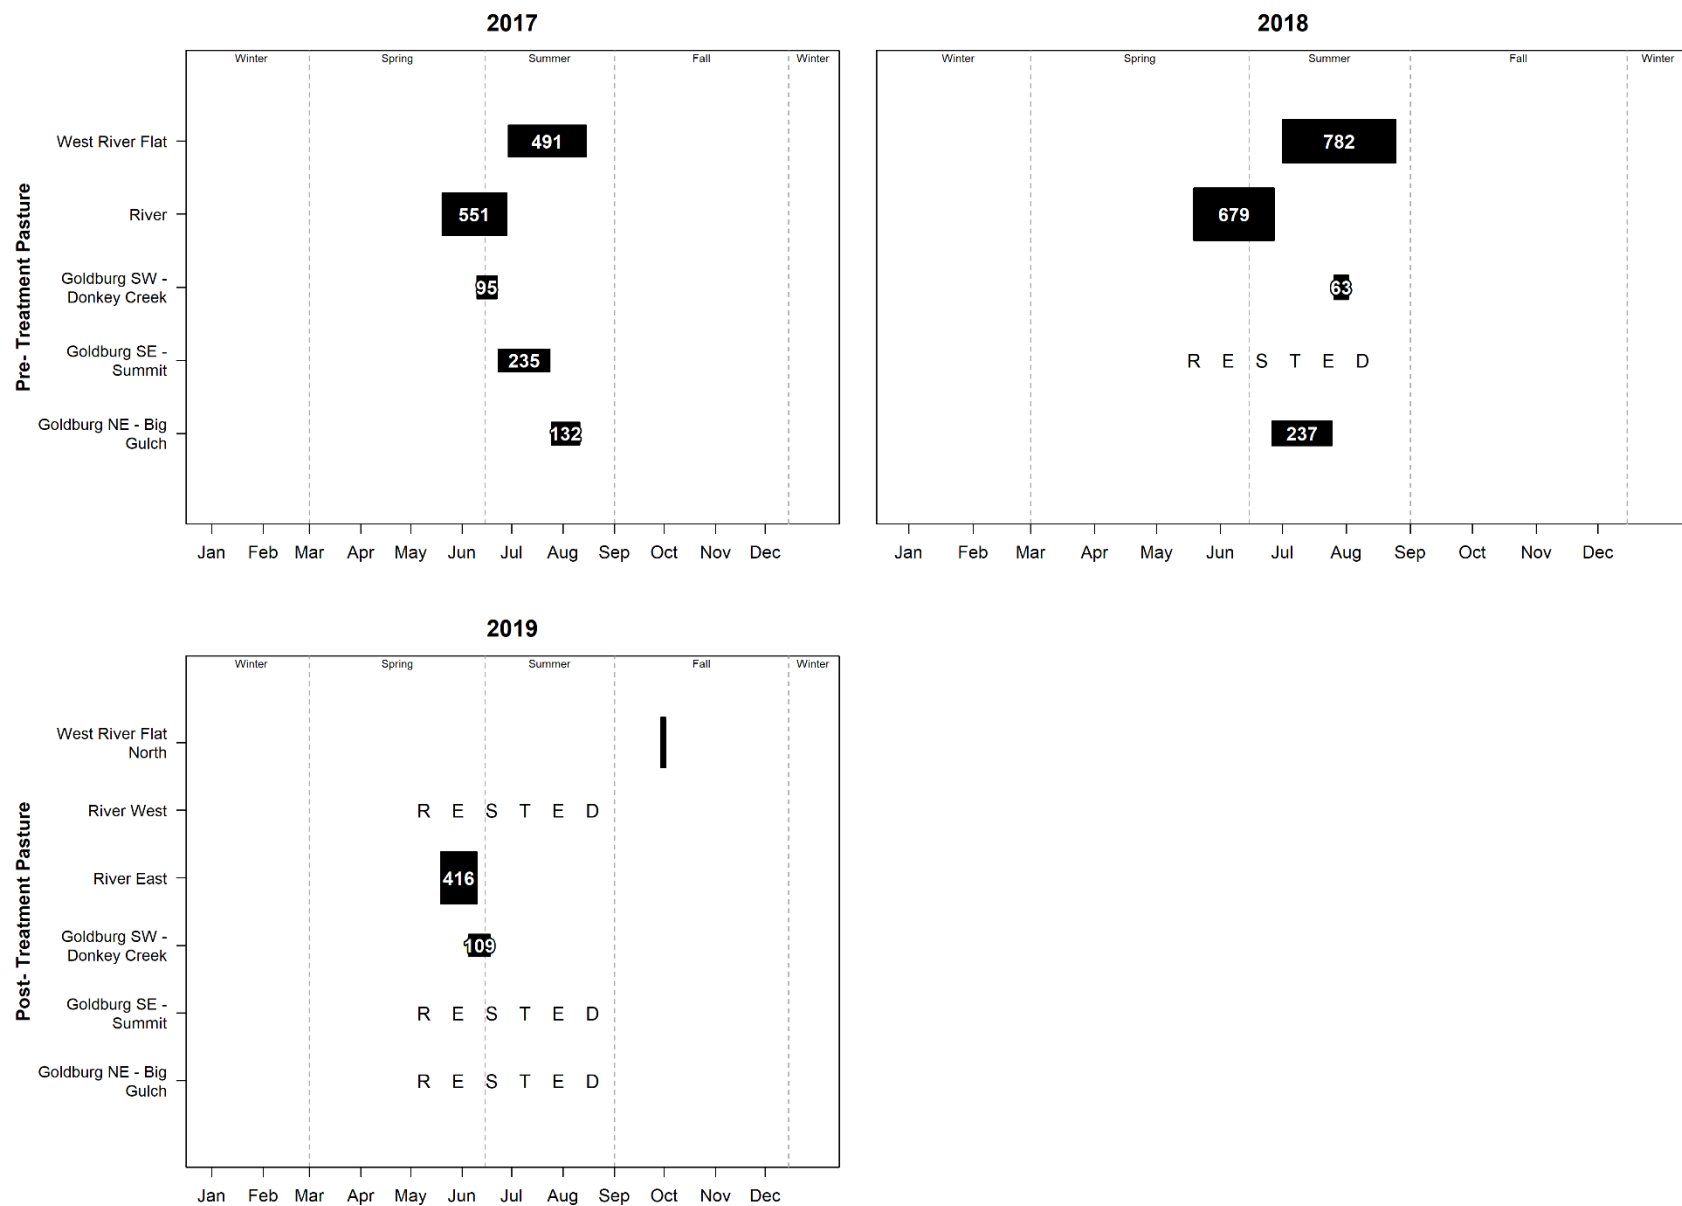 2017
Winter Spring Summer Fall Winter
Pre- Treatment Pasture
West River Flat
491
River
551
Goldburg SW -
Donkey Creek
95
Goldburg SE -
Summit
235
Goldburg NE - Big
Gulch
132
Jan Feb Mar Apr May Jun Jul Aug Sep Oct Nov Dec
2018
Winter Spring Summer Fall Winter
782
679
63
R E S T E D
237
Jan Feb Mar Apr May Jun Jul Aug Sep Oct Nov Dec
2019
Winter Spring Summer Fall Winter
Post- Treatment Pasture
West River Flat
North
River West
R E S T E D
River East
416
Goldburg SW -
Donkey Creek
109
Goldburg SE -
Summit
R E S T E D
Goldburg NE - Big
Gulch
R E S T E D
Jan Feb Mar Apr May Jun Jul Aug Sep Oct Nov Dec